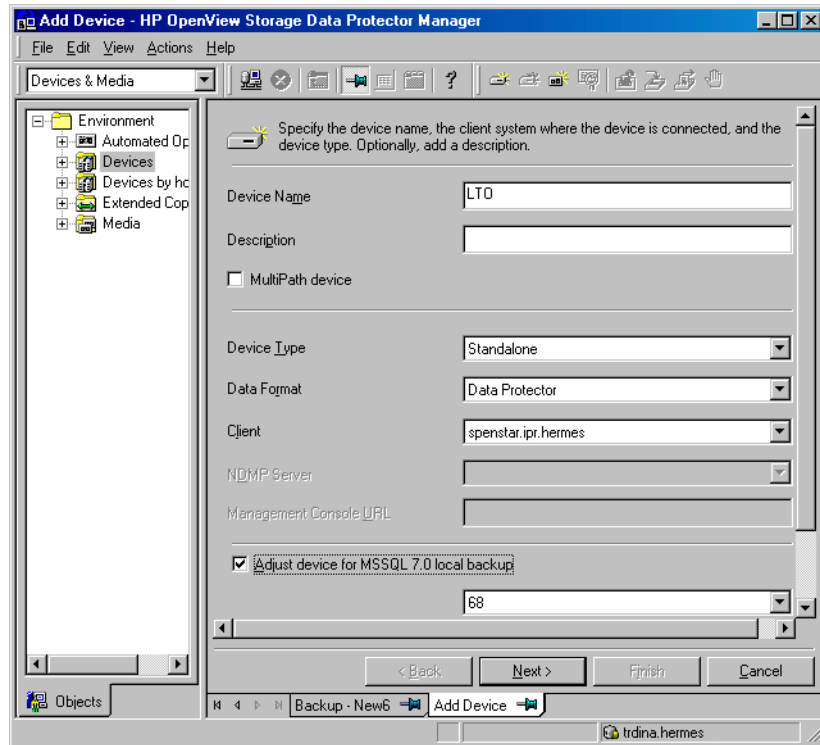 Add Device - HP OpenView Storage Data Protector Manager
File Edit View Actions Help
Devices & Media
Environment
Automated Op
Devices
Devices by ho
Extended Cop
Media
Specify the device name, the client system where the device is connected, and the
device type. Optionally, add a description.
Device Name
LTO
Description
MultiPath device
Device Type
Standalone
Data Format
Data Protector
Client
spenstar.ipr.hermes
NDMP Server
Management Console URL
Adjust device for MSSQL 7.0 local backup
68
< Back Next > Finish Cancel
Objects
Backup - New6 Add Device
trdina.hermes